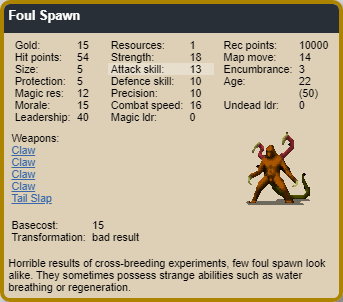 Foul Spawn
Gold: 15 Resources: 1 Rec points: 10000
Hit points: 54 Strength: 18 Map move: 14
Size: 5 Attack skill: 13 Encumbrance: 3
Protection: 5 Defence skill: 10 Age: 22
Magic res: 12 Precision: 10 (50)
Morale: 15 Combat speed: 16 Undead ldr: 0
Leadership: 40 Magic ldr: 0
Weapons:
Claw
Claw
Claw
Claw
Tail Slap
Basecost: 15
Transformation: bad result
Horrible results of cross-breeding experiments, few foul spawn look
alike. They sometimes possess strange abilities such as water
breathing or regeneration.